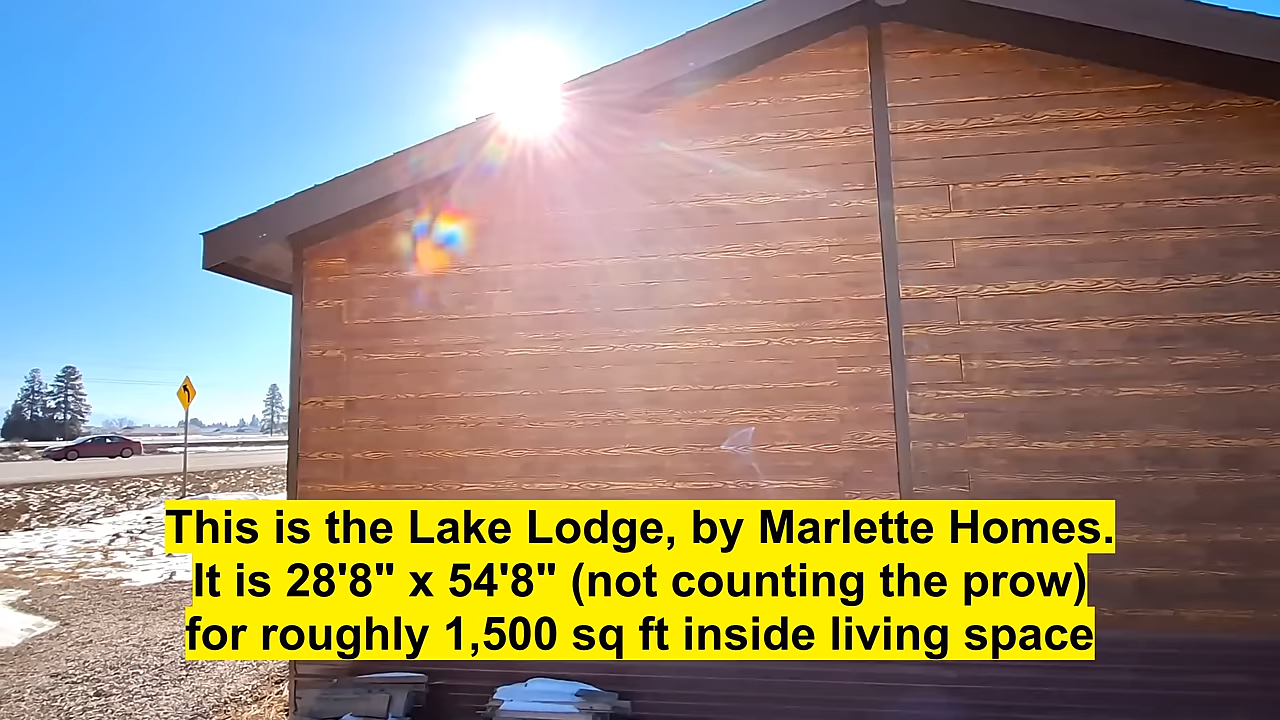 This is the Lake Lodge, by Marlette Homes.
It is 28'8" x 54'8" (not counting the prow)
for roughly 1,500 sq ft inside living space